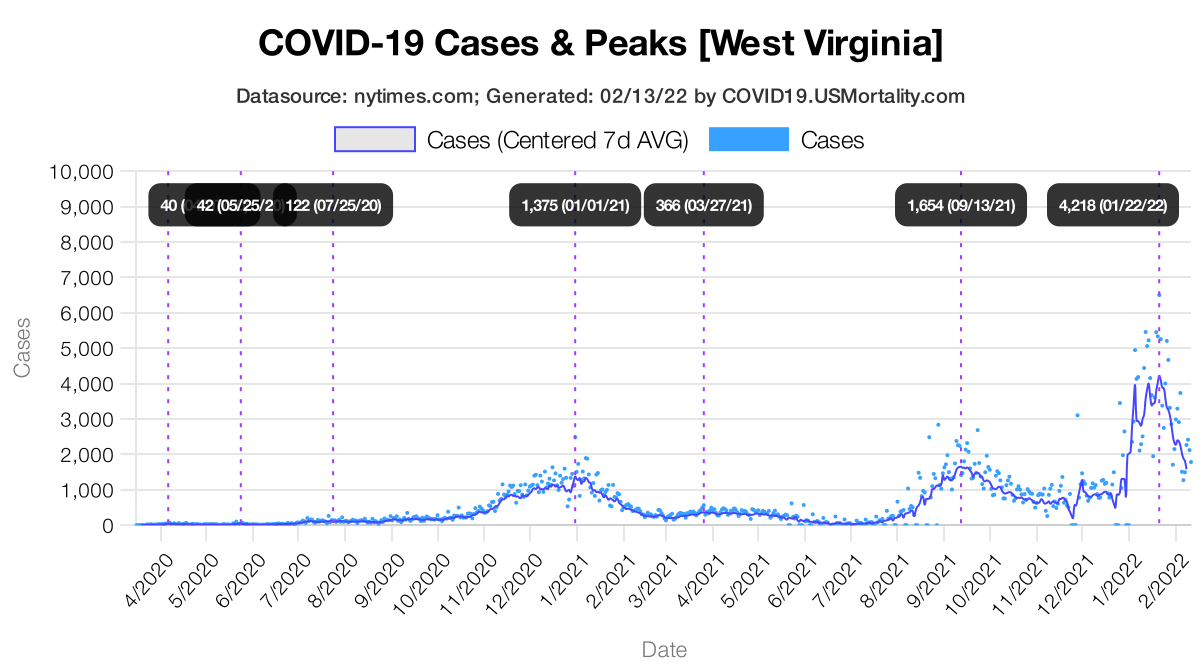 COVID-19 Cases & Peaks [West Virginia]
Datasource: nytimes.com; Generated: 02/13/22 by COVID19.USMortality.com
Cases (Centered 7d AVG) Cases
10,000
9,000
8,000
7,000
6,000
5,000
4,000
3,000
2,000
1,000
0
Cases
40 (0 42 (05/25/20) 122 (07/25/20) 1,375 (01/01/21) 366 (03/27/21) 1,654 (09/13/21) 4,218 (01/22/22)
4/2020 5/2020 6/2020 7/2020 8/2020 9/2020 10/2020 11/2020 12/2020 1/2021 2/2021 3/2021 4/2021 5/2021 6/2021 7/2021 8/2021 9/2021 10/2021 11/2021 12/2021 1/2022 2/2022
Date